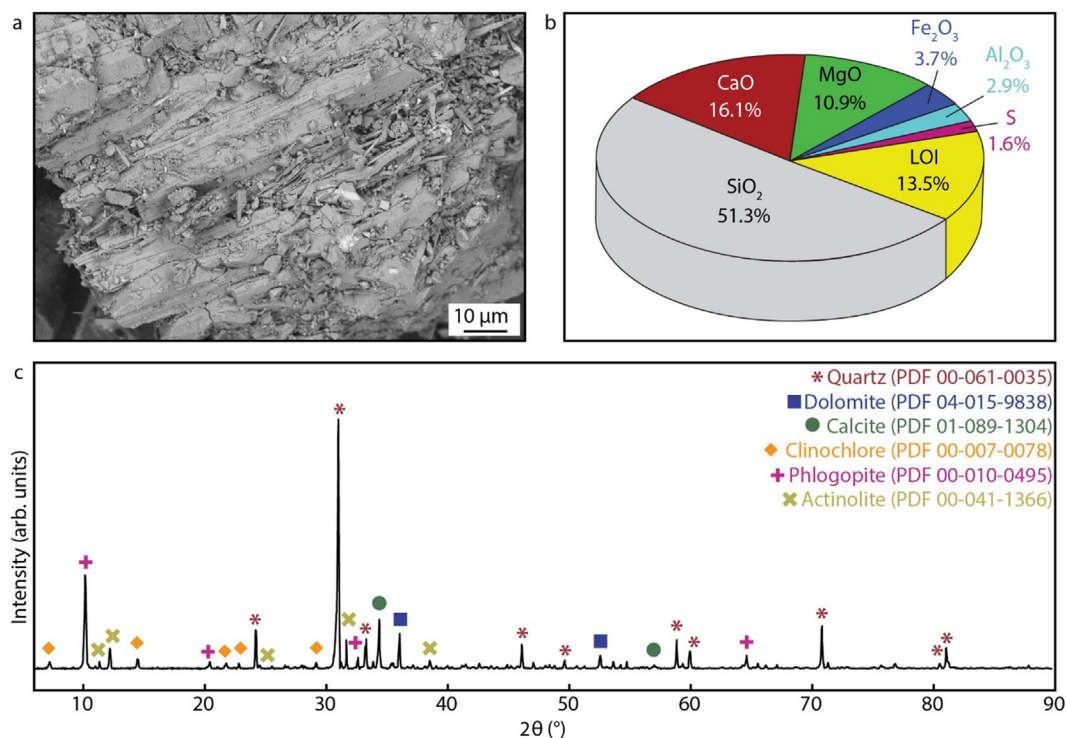 a
10 µm
b
Fe₂O₃
3.7%
Al₂O₃
2.9%
S
1.6%
CaO
16.1%
MgO
10.9%
LOI
13.5%
SiO₂
51.3%
c
Quartz (PDF 00-061-0035)
Dolomite (PDF 04-015-9838)
Calcite (PDF 01-089-1304)
Clinochlore (PDF 00-007-0078)
Phlogopite (PDF 00-010-0495)
Actinolite (PDF 00-041-1366)
Intensity (arb. units)
10 20 30 40 50 60 70 80 90
2θ (°)